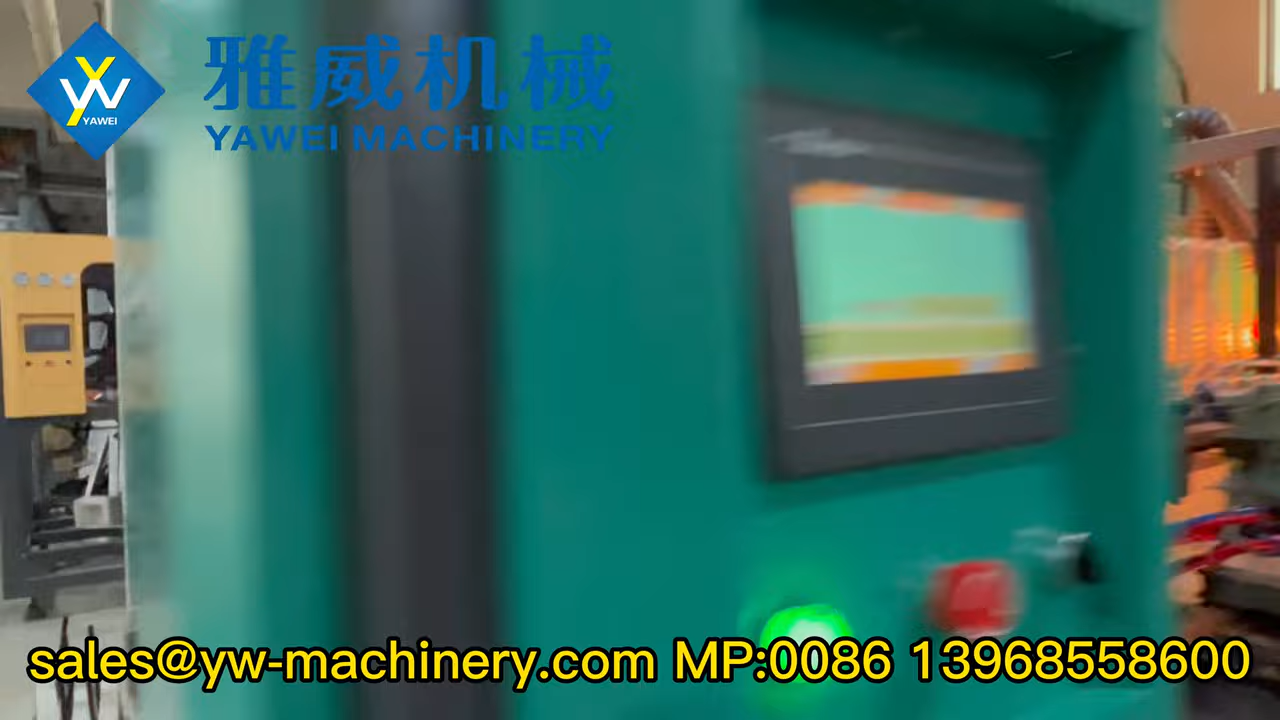 雅威机械
YAWEI MACHINERY
YW
YAWEI
sales@yw-machinery.com MP:0086 13968558600